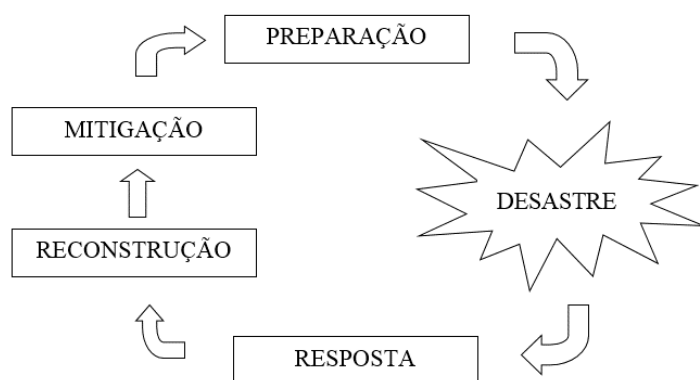 PREPARAÇÃO
MITIGAÇÃO
DESASTRE
RECONSTRUÇÃO
RESPOSTA